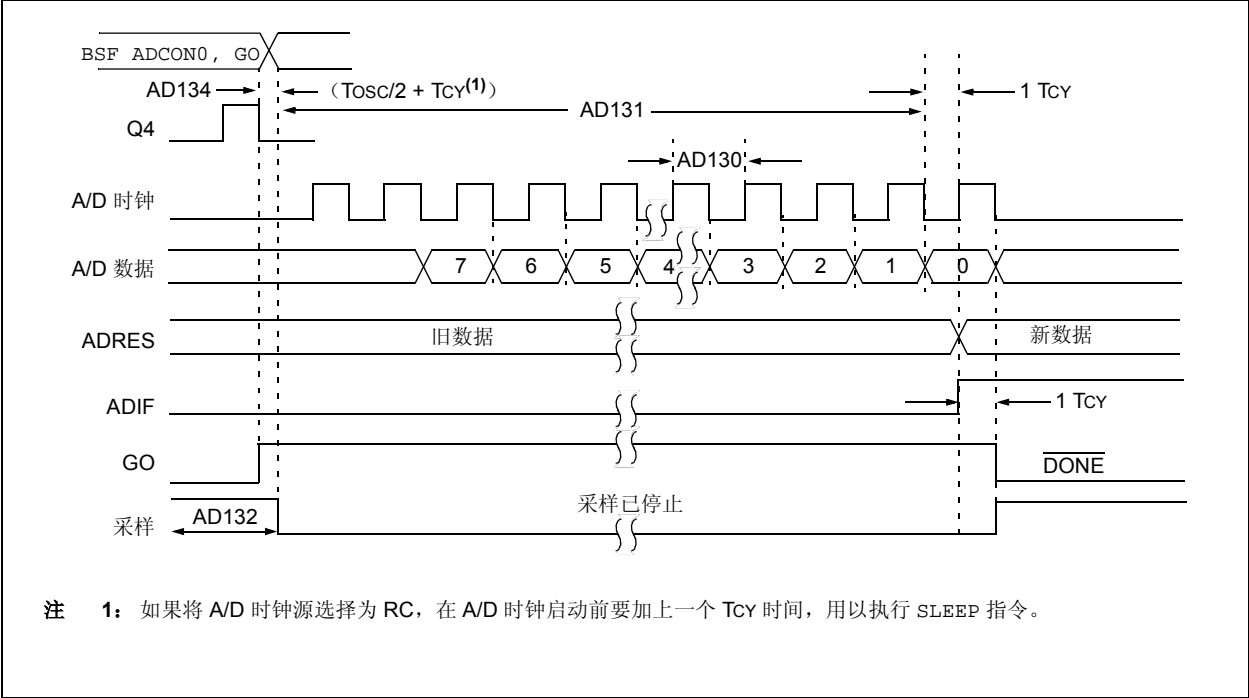 BSF ADCON0, GO
AD134
（TOSC/2 + TCY(1)）
1 TCY
AD131
Q4
AD130
A/D 时钟
A/D 数据
7 6 5 4 3 2 1 0
ADRES
旧数据
新数据
ADIF
1 TCY
GO
DONE
采样已停止
采样
AD132
注 1： 如果将 A/D 时钟源选择为 RC，在 A/D 时钟启动前要加上一个 TCY 时间，用以执行 SLEEP 指令。